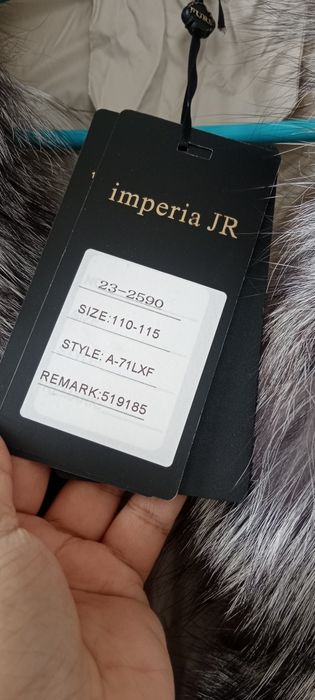 imperia JR
23-2590
SIZE:110-115
STYLE: A-71LXF
REMARK:519185